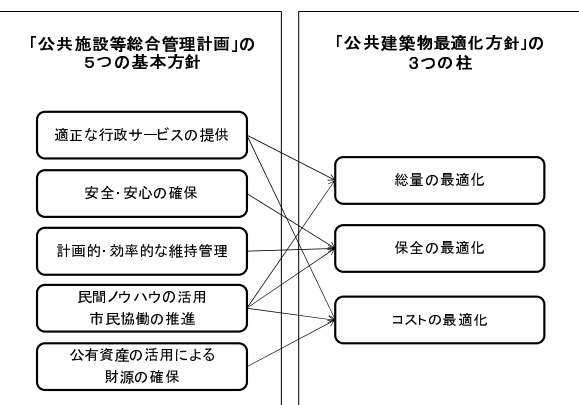 「公共施設等総合管理計画」の
5つの基本方針
適正な行政サービスの提供
安全・安心の確保
計画的・効率的な維持管理
民間ノウハウの活用
市民協働の推進
公有資産の活用による
財源の確保
「公共建築物最適化方針」の
3つの柱
総量の最適化
保全の最適化
コストの最適化